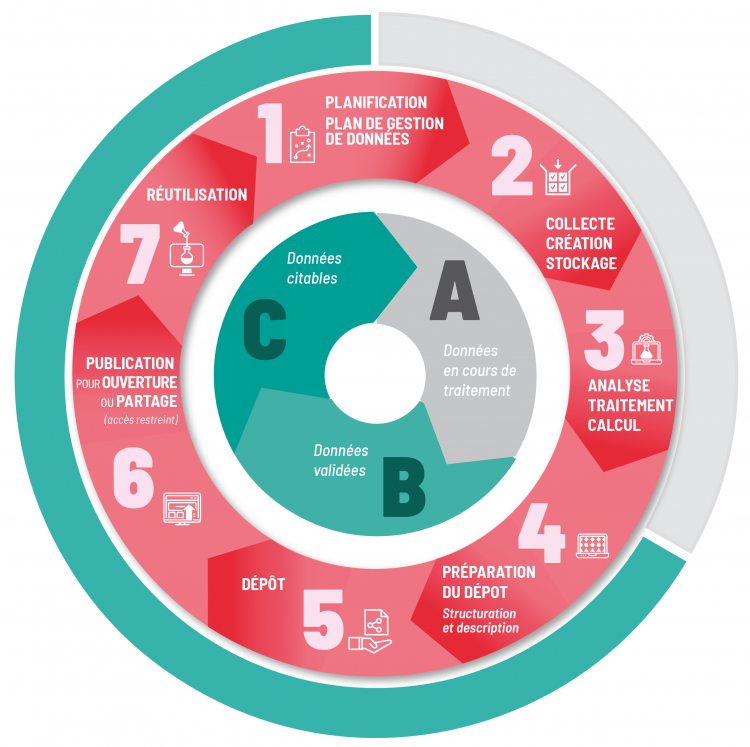 1
PLANIFICATION
PLAN DE GESTION
DE DONNÉES
2
COLLECTE
CRÉATION
STOCKAGE
3
ANALYSE
TRAITEMENT
CALCUL
4
PRÉPARATION
DU DÉPOT
Structuration
et description
5
DÉPÔT
6
PUBLICATION
POUR OUVERTURE
OU PARTAGE
(accès restreint)
7
RÉUTILISATION
A
Données
en cours de
traitement
B
Données
validées
C
Données
citables